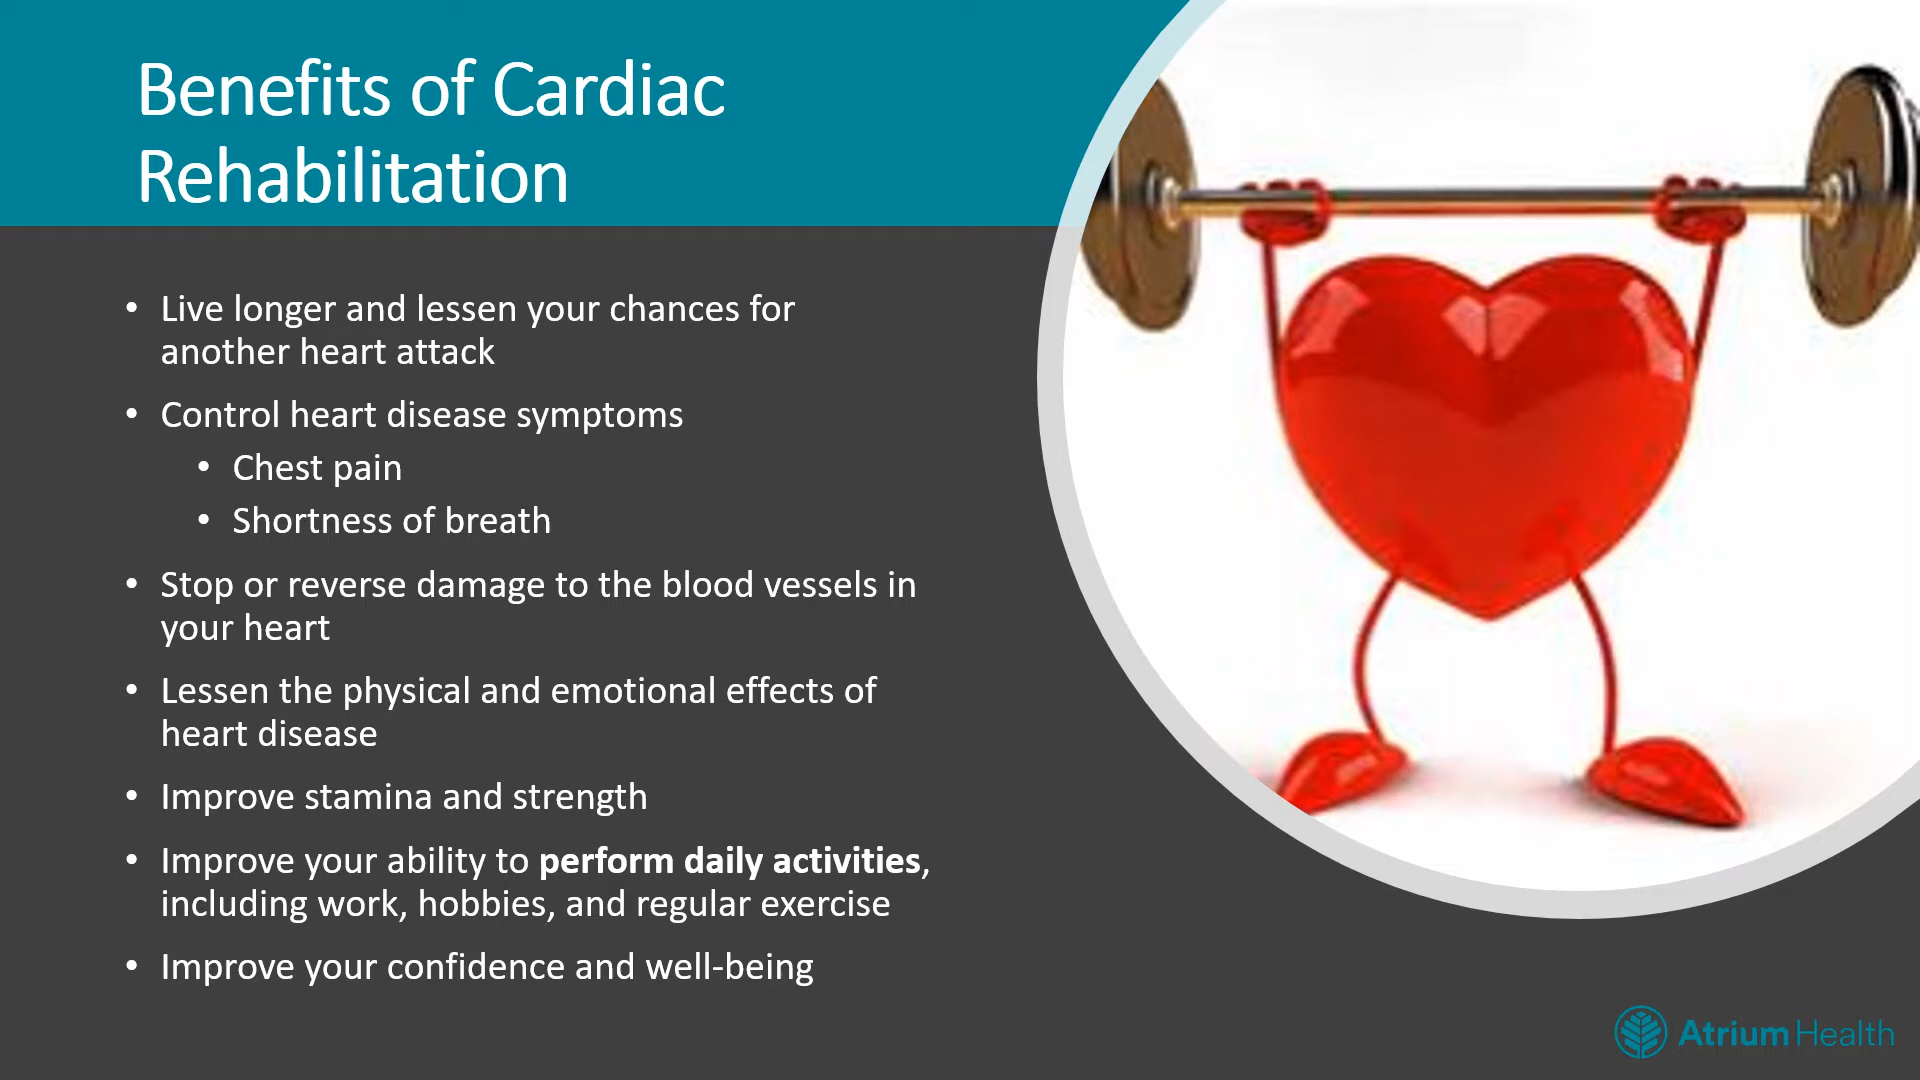 Benefits of Cardiac
Rehabilitation
• Live longer and lessen your chances for
another heart attack
• Control heart disease symptoms
• Chest pain
• Shortness of breath
• Stop or reverse damage to the blood vessels in
your heart
• Lessen the physical and emotional effects of
heart disease
• Improve stamina and strength
• Improve your ability to perform daily activities,
including work, hobbies, and regular exercise
• Improve your confidence and well-being
Atrium Health